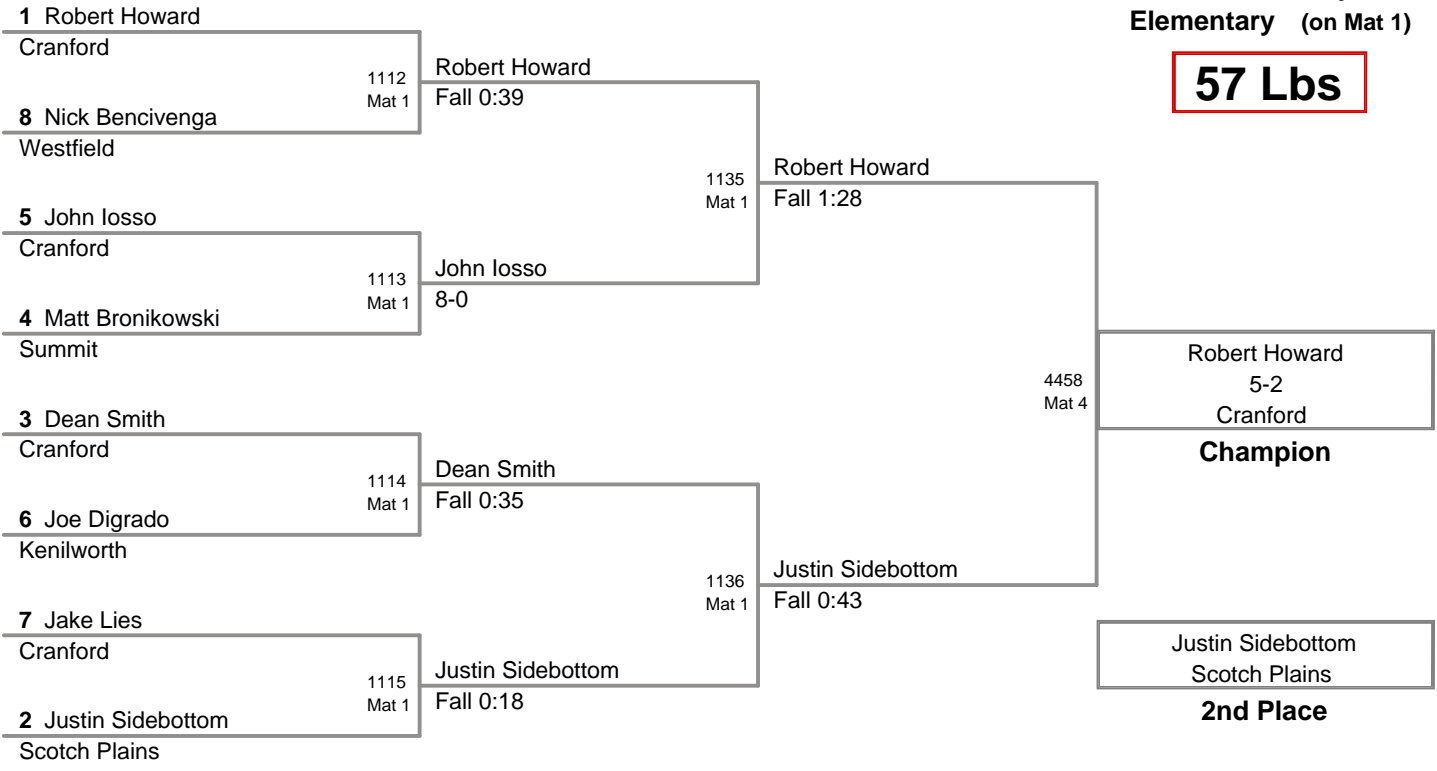 Elementary (on Mat 1)
57 Lbs
1 Robert Howard
Cranford
1112
Mat 1
8 Nick Bencivenga
Westfield
Robert Howard
Fall 0:39
5 John Iosso
Cranford
1113
Mat 1
4 Matt Bronikowski
Summit
John Iosso
8-0
1135
Mat 1
Robert Howard
Fall 1:28
3 Dean Smith
Cranford
1114
Mat 1
6 Joe Digrado
Kenilworth
Dean Smith
Fall 0:35
7 Jake Lies
Cranford
1115
Mat 1
2 Justin Sidebottom
Scotch Plains
Justin Sidebottom
Fall 0:18
1136
Mat 1
Justin Sidebottom
Fall 0:43
4458
Mat 4
Robert Howard
5-2
Cranford
Champion
Justin Sidebottom
Scotch Plains
2nd Place